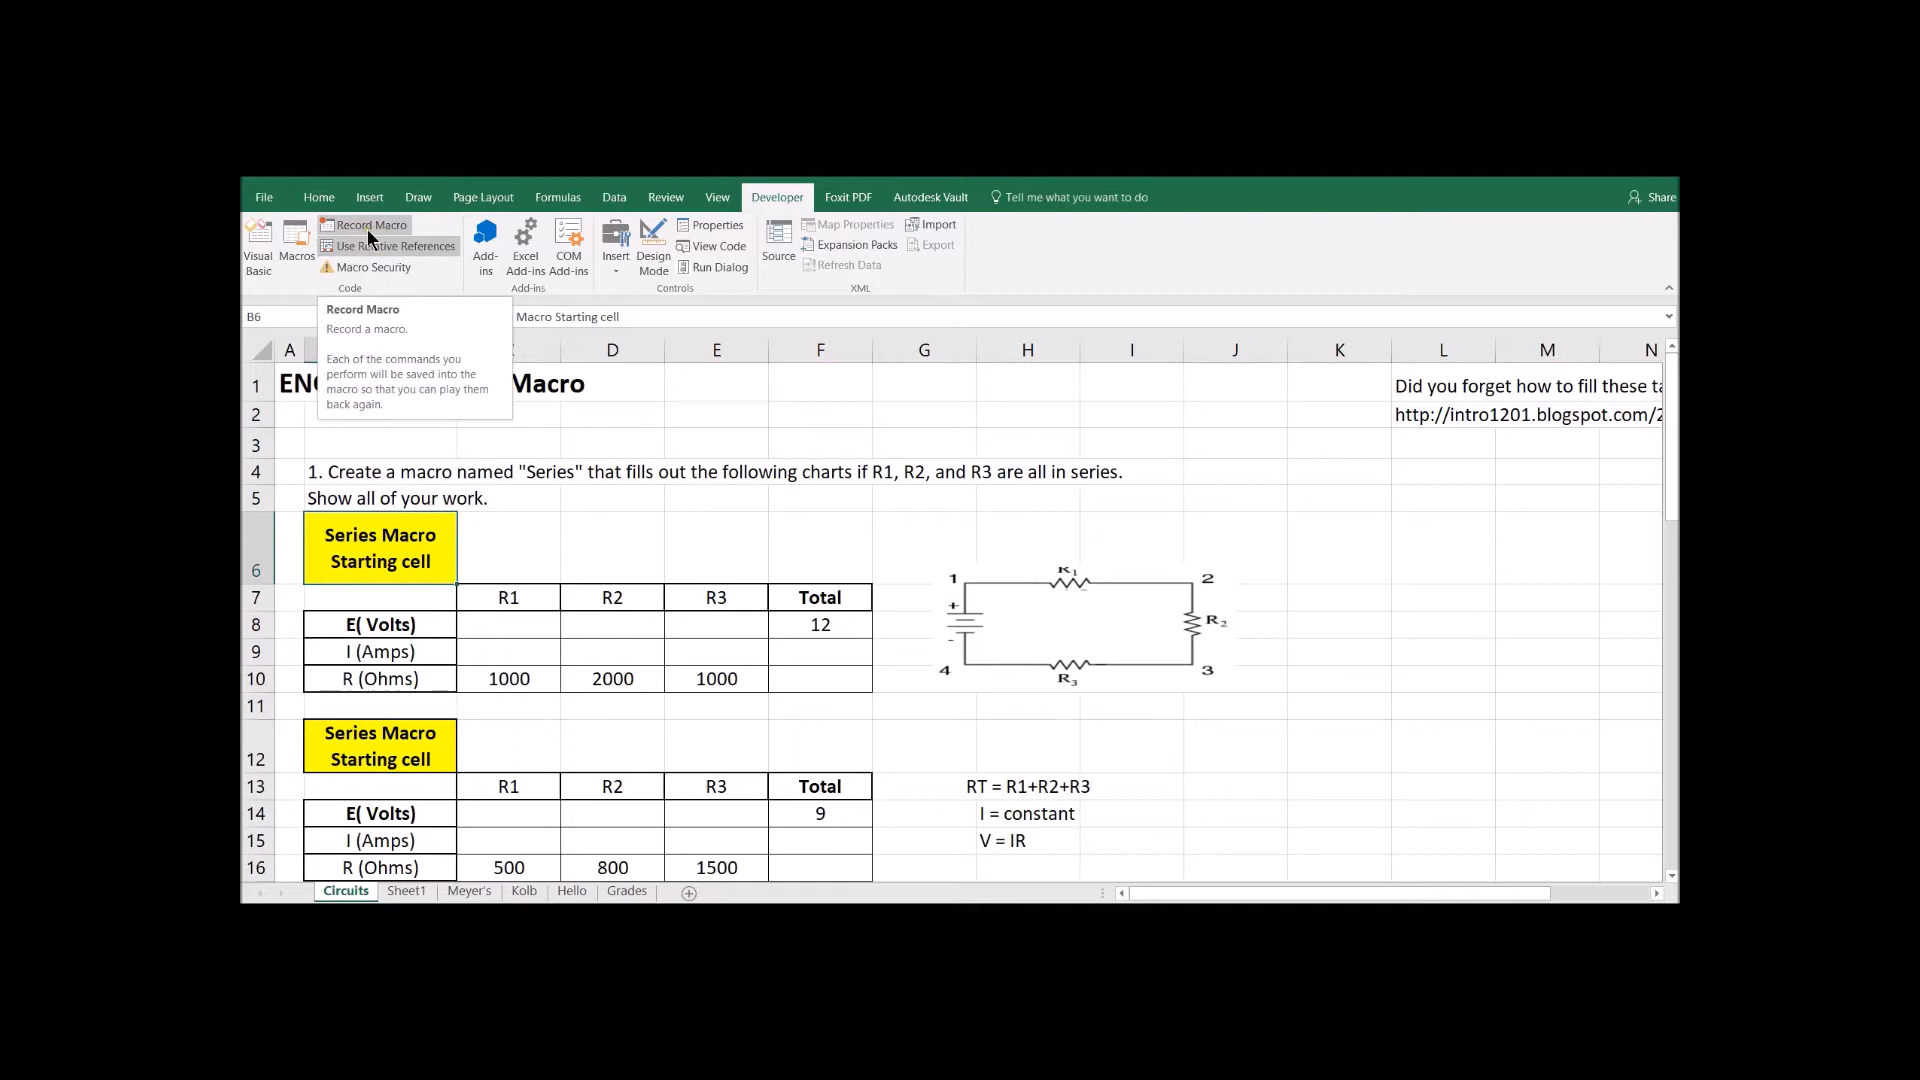 File Home Insert Draw Page Layout Formulas Data Review View Developer Foxit PDF Autodesk Vault Tell me what you want to do Share
Visual Basic
Macros
Record Macro
Use Relative References
Macro Security
Code
Add-ins
Excel Add-ins
COM Add-ins
Add-ins
Insert
Design Mode
Properties
View Code
Run Dialog
Controls
Source
Map Properties
Expansion Packs
Refresh Data
Import
Export
XML
B6
Macro Starting cell
Record Macro
Record a macro.
Each of the commands you
perform will be saved into the
macro so that you can play them
back again.
A D E F G H I J K L M N
1 Macro Did you forget how to fill these
2 http://intro1201.blogspot.com/2
3
4 1. Create a macro named "Series" that fills out the following charts if R1, R2, and R3 are all in series.
5 Show all of your work.
6 Series Macro
Starting cell
7 R1 R2 R3 Total
8 E( Volts) 12
9 I (Amps)
10 R (Ohms) 1000 2000 1000
1 + - 4 R1 2 R2 3 R3
11
12 Series Macro
Starting cell
13 R1 R2 R3 Total RT = R1+R2+R3
14 E( Volts) 9 I = constant
15 I (Amps) V = IR
16 R (Ohms) 500 800 1500
Circuits Sheet1 Meyer's Kolb Hello Grades